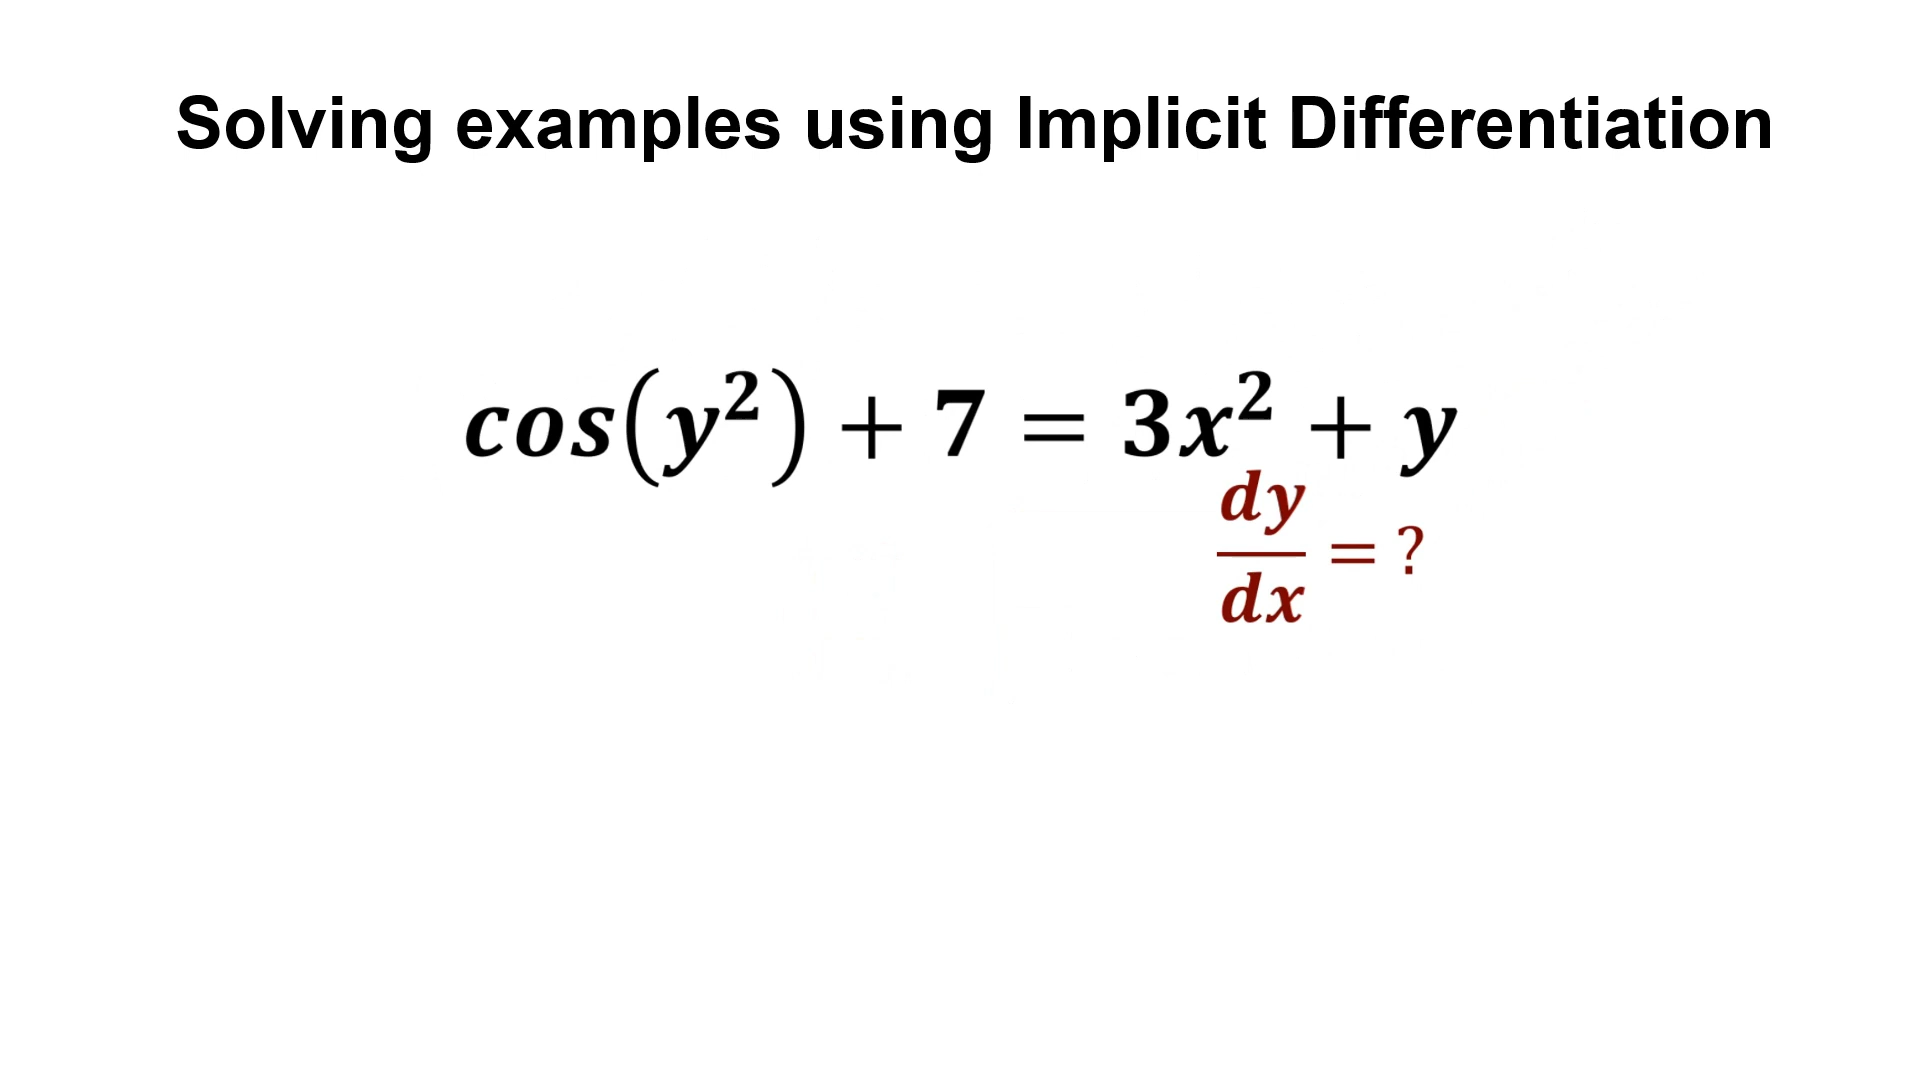 Solving examples using Implicit Differentiation
cos(y²) + 7 = 3x² + y
dy/dx = ?